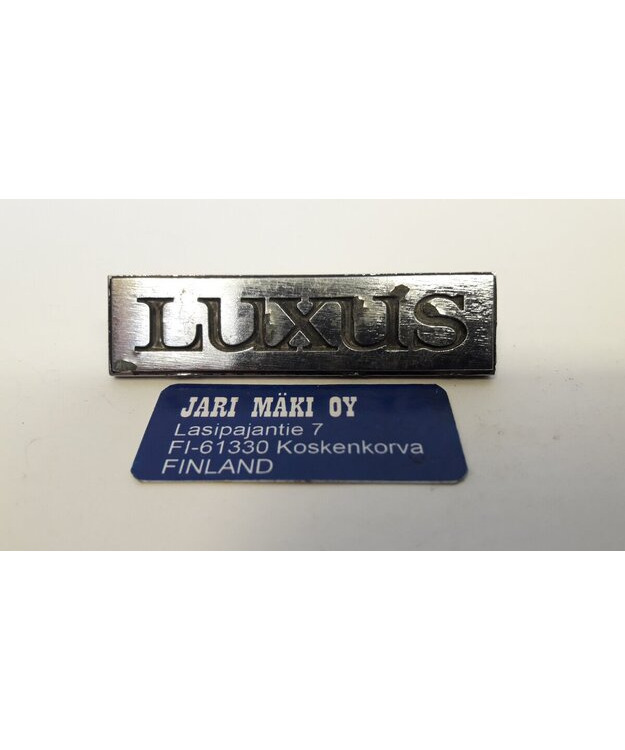 LUXUS
JARI MÄKI OY
Lasipajantie 7
FI-61330 Koskenkorva
FINLAND